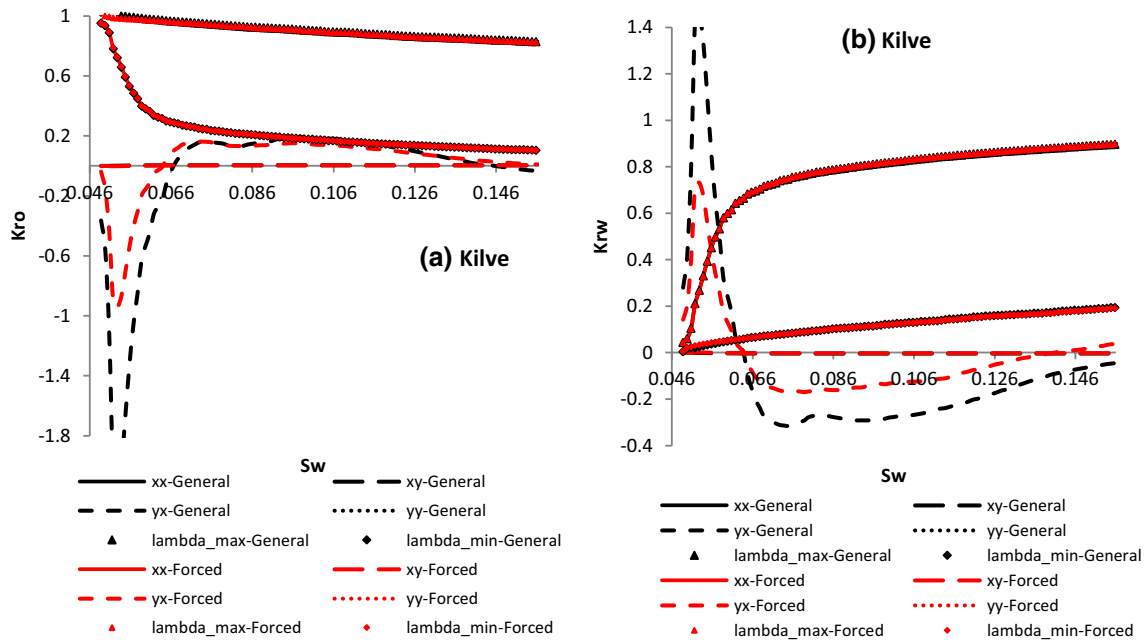 1
0.6
0.2
-0.2
-0.6
-1
-1.4
-1.8
Kro
0.046
0.066
0.086
0.106
0.126
0.146
(a) Kilve
Sw
xx-General
xy-General
yx-General
yy-General
lambda_max-General
lambda_min-General
xx-Forced
xy-Forced
yx-Forced
yy-Forced
lambda_max-Forced
lambda_min-Forced
1.4
1.2
1
0.8
0.6
0.4
0.2
0
-0.2
-0.4
Krw
(b) Kilve
0.046
0.066
0.086
0.106
0.126
0.146
Sw
xx-General
xy-General
yx-General
yy-General
lambda_max-General
lambda_min-General
xx-Forced
xy-Forced
yx-Forced
yy-Forced
lambda_max-Forced
lambda_min-Forced